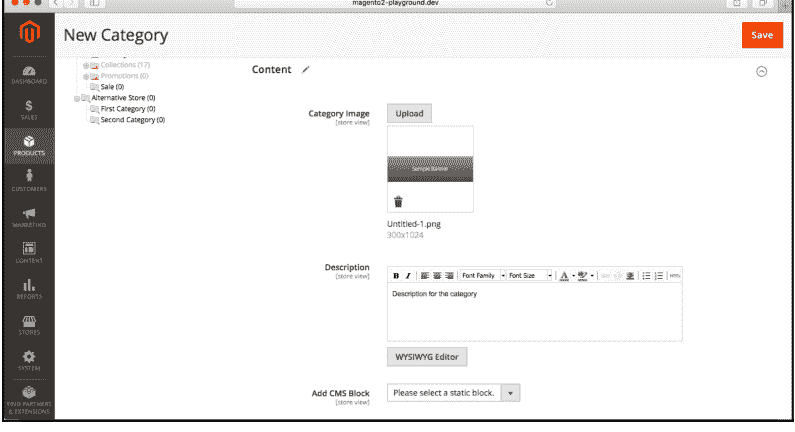 magento2-playground.dev
New Category
Save
DASHBOARD
SALES
PRODUCTS
CUSTOMERS
MARKETING
CONTENT
REPORTS
STORES
SYSTEM
FIND PARTNERS
& EXTENSIONS
Collections (17)
Promotions (0)
Sale (0)
Alternative Store (0)
First Category (0)
Second Category (0)
Content
Category Image
[store view]
Upload
Sample Banner
Untitled-1.png
300x1024
Description
[store view]
B I Font Family Font Size A HTML
Description for the category
WYSIWYG Editor
Add CMS Block
[store view]
Please select a static block.